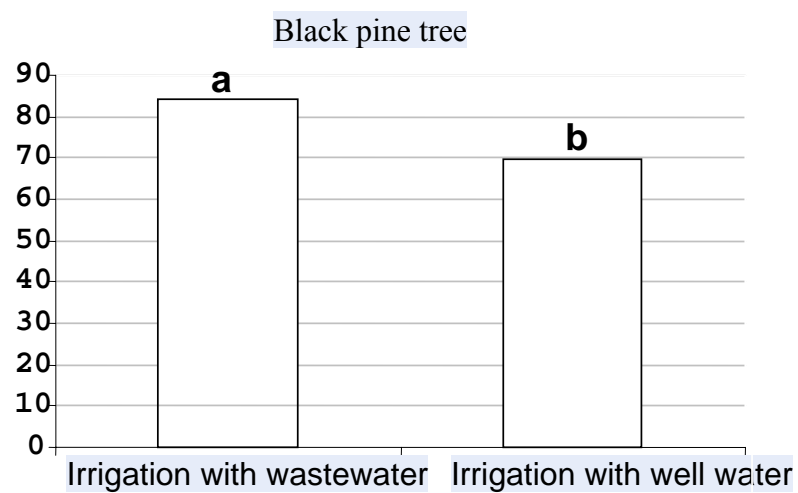 Black pine tree
90
a
80
b
70
60
50
40
30
20
10
0
Irrigation with wastewater
Irrigation with well water